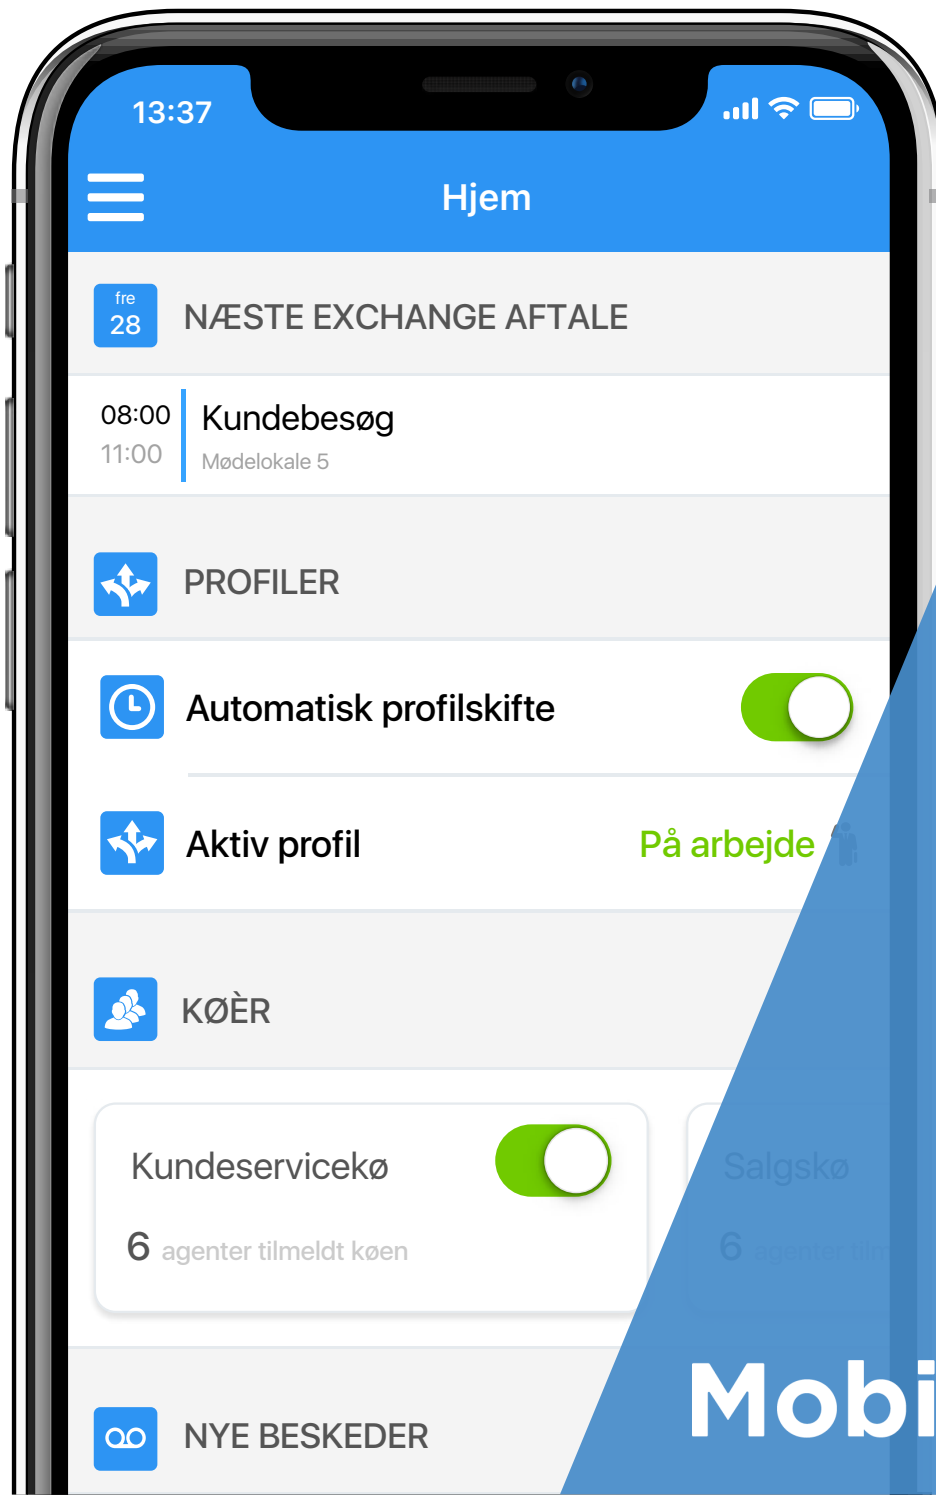 13:37
Hjem
fre
28
NÆSTE EXCHANGE AFTALE
08:00
Kundebesøg
11:00
Mødelokale 5
PROFILER
Automatisk profilskifte
Aktiv profil
På arbejde
KØÈR
Kundeservicekø
Salgskø
6 agenter tilmeldt køen
6 agenter
NYE BESKEDER